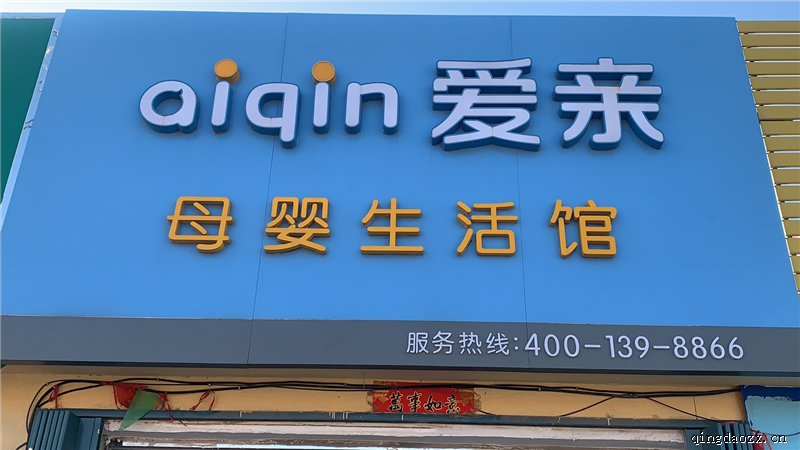 aiqin 爱亲
母婴生活馆
服务热线:400-139-8866
萬事如意
qingdaozz.cn